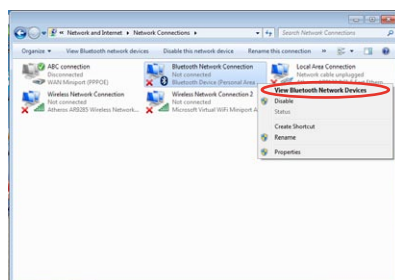 Network and Internet ▸ Network Connections ▸
Search Network Connections
Organize ▾ View Bluetooth network devices Disable this network device Rename this connection »
ABC connection
Disconnected
WAN Miniport (PPPOE)
Bluetooth Network Connection
Not connected
Bluetooth Device (Personal Area...
Local Area Connection
Network cable unplugged
Wireless Network Connection
Not connected
Atheros AR9285 Wireless Network...
Wireless Network Connection 2
Not connected
Microsoft Virtual WiFi Miniport A
View Bluetooth Network Devices
Disable
Status
Create Shortcut
Rename
Properties